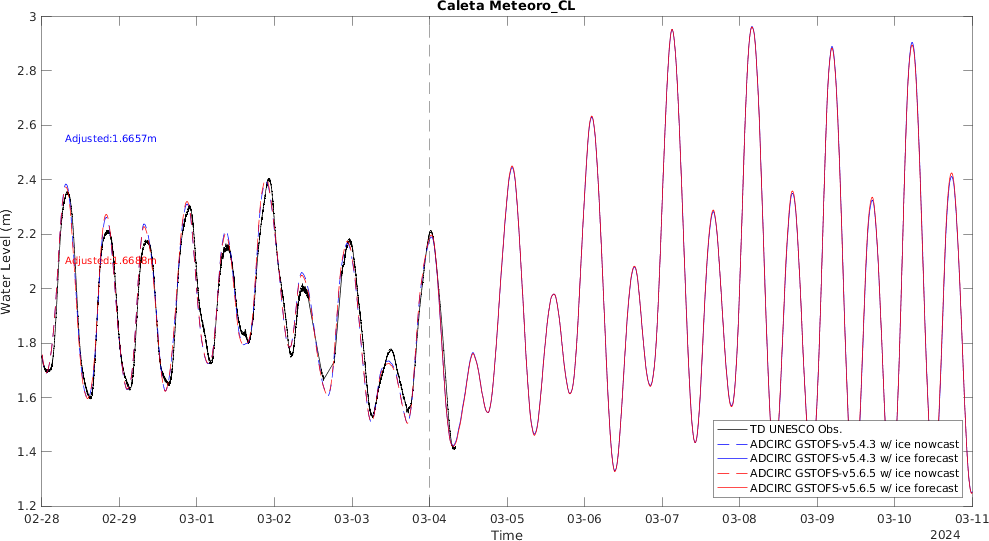 Caleta Meteoro_CL
3
2.8
2.6
2.4
2.2
2
1.8
1.6
1.4
1.2
Water Level (m)
Adjusted:1.6657m
Adjusted:1.6688m
TD UNESCO Obs.
ADCIRC GSTOFS-v5.4.3 w/ ice nowcast
ADCIRC GSTOFS-v5.4.3 w/ ice forecast
ADCIRC GSTOFS-v5.6.5 w/ ice nowcast
ADCIRC GSTOFS-v5.6.5 w/ ice forecast
02-28 02-29 03-01 03-02 03-03 03-04 03-05 03-06 03-07 03-08 03-09 03-10 03-11
Time
2024